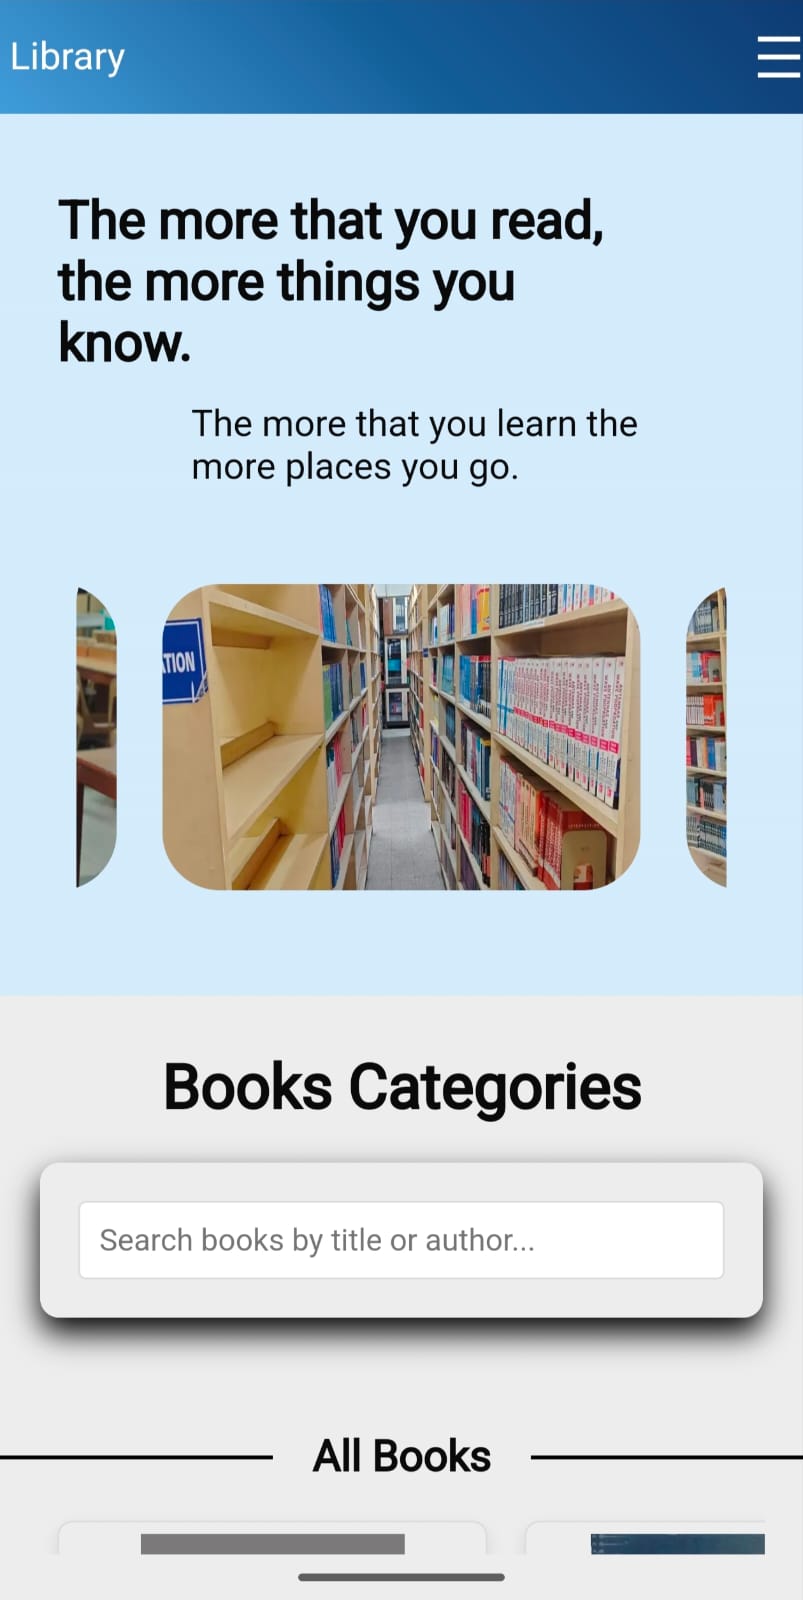 Library
The more that you read,
the more things you
know.
The more that you learn the
more places you go.
TION
Books Categories
Search books by title or author...
All Books